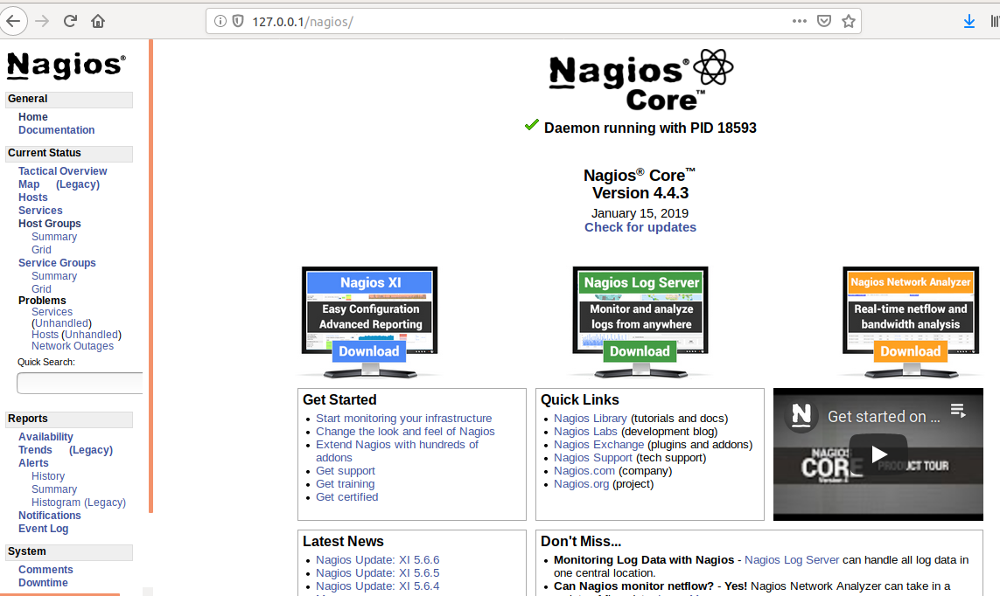 127.0.0.1/nagios/
Nagios®
General
Home
Documentation
Current Status
Tactical Overview
Map (Legacy)
Hosts
Services
Host Groups
Summary
Grid
Service Groups
Summary
Grid
Problems
Services
(Unhandled)
Hosts (Unhandled)
Network Outages
Quick Search:
Reports
Availability
Trends (Legacy)
Alerts
History
Summary
Histogram (Legacy)
Notifications
Event Log
System
Comments
Downtime
Nagios®
Core™
Daemon running with PID 18593
Nagios® Core™
Version 4.4.3
January 15, 2019
Check for updates
Nagios XI
Easy Configuration
Advanced Reporting
Download
Nagios Log Server
Monitor and analyze
logs from anywhere
Download
Nagios Network Analyzer
Real-time netflow and
bandwidth analysis
Download
Get Started
• Start monitoring your infrastructure
• Change the look and feel of Nagios
• Extend Nagios with hundreds of
addons
• Get support
• Get training
• Get certified
Quick Links
• Nagios Library (tutorials and docs)
• Nagios Labs (development blog)
• Nagios Exchange (plugins and addons)
• Nagios Support (tech support)
• Nagios.com (company)
• Nagios.org (project)
N Get started on ...
NAGIOS
CORE PRODUCT TOUR
Latest News
• Nagios Update: XI 5.6.6
• Nagios Update: XI 5.6.5
• Nagios Update: XI 5.6.4
Don't Miss...
• Monitoring Log Data with Nagios - Nagios Log Server can handle all log data in
one central location.
• Can Nagios monitor netflow? - Yes! Nagios Network Analyzer can take in a